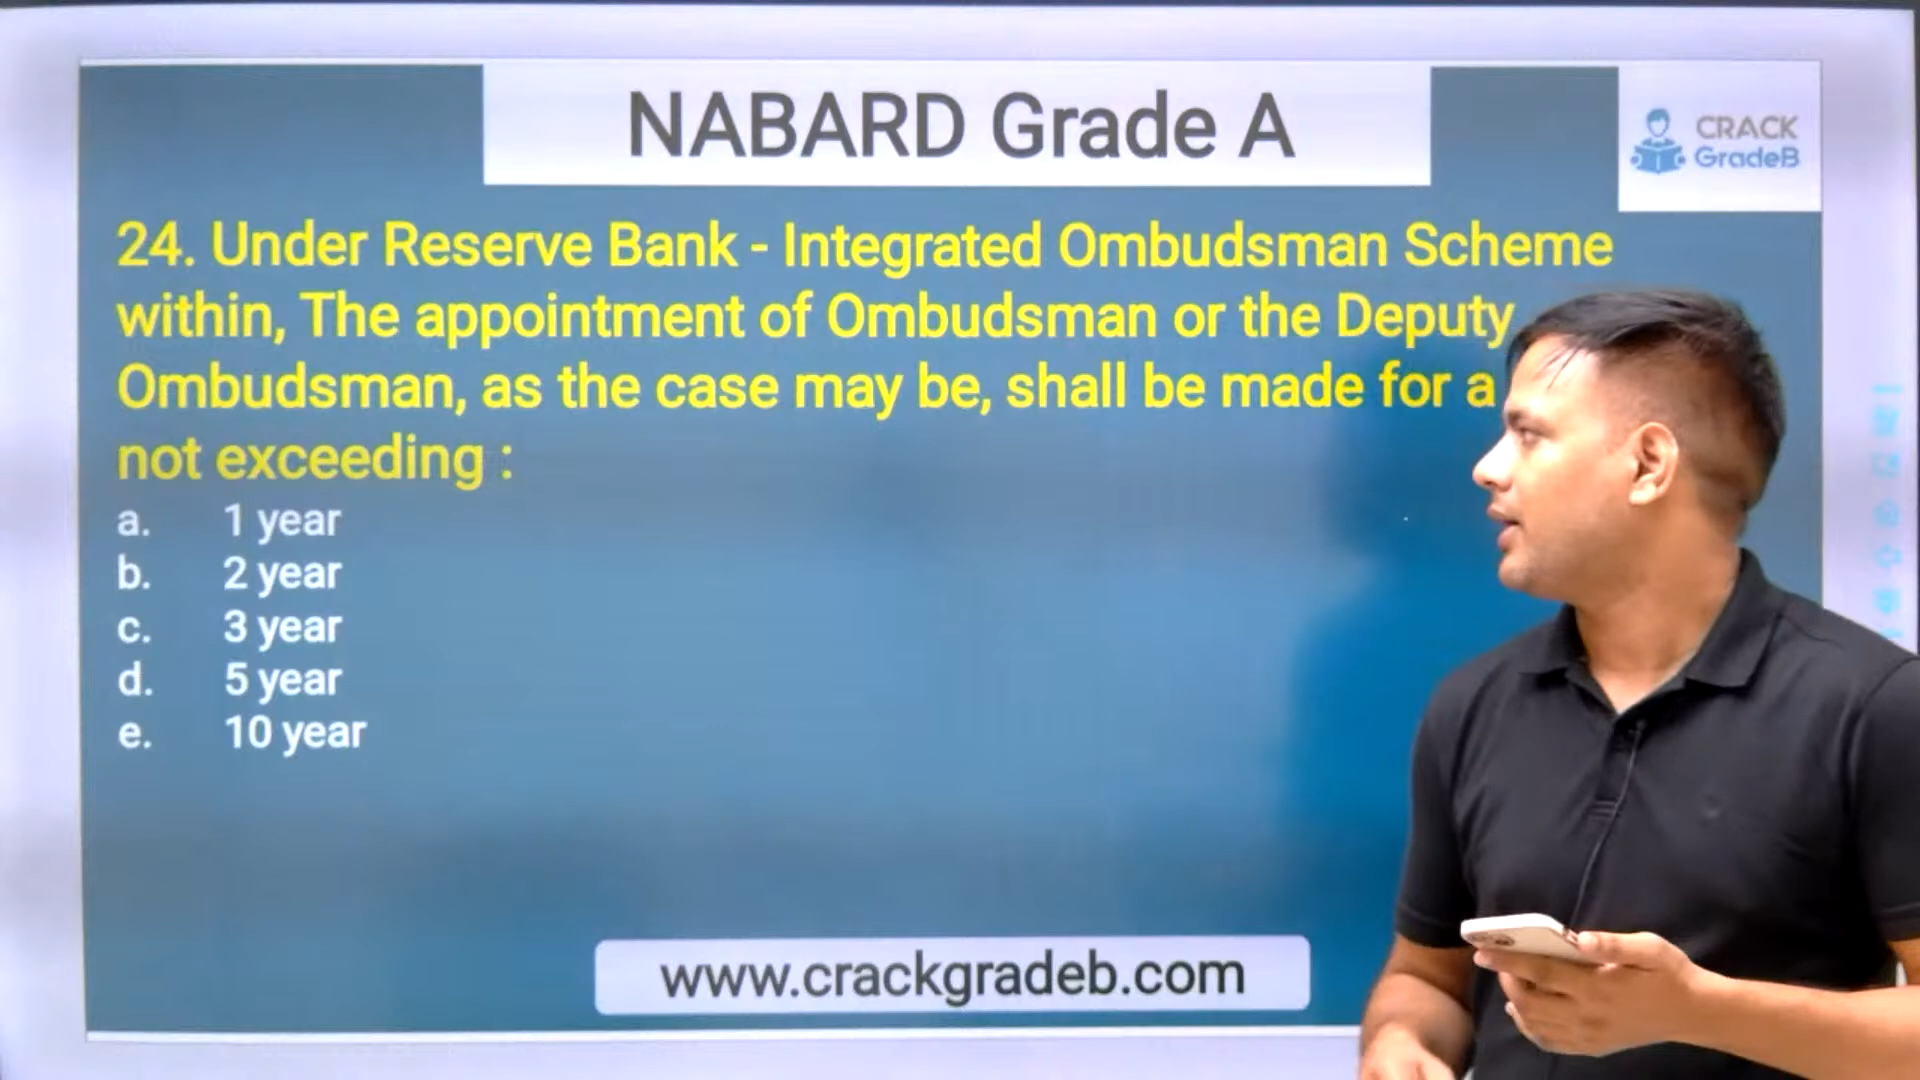 NABARD Grade A
CRACK
GradeB
24. Under Reserve Bank - Integrated Ombudsman Scheme
within, The appointment of Ombudsman or the Deputy
Ombudsman, as the case may be, shall be made for a
not exceeding :
a. 1 year
b. 2 year
c. 3 year
d. 5 year
e. 10 year
www.crackgradeb.com